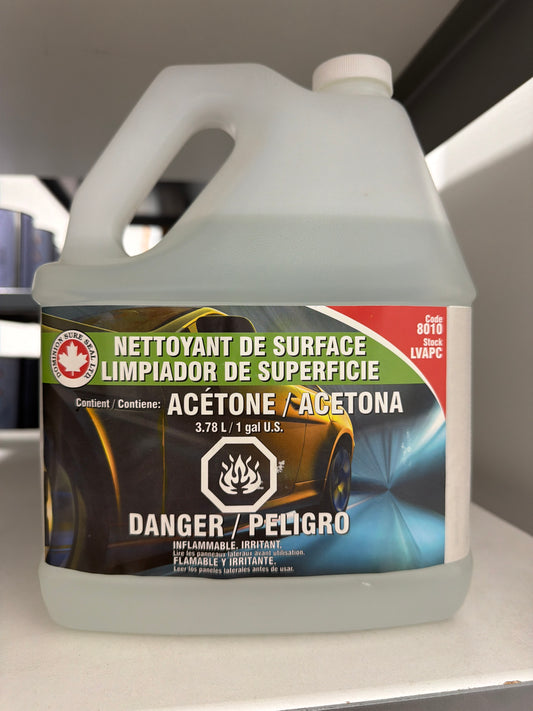 Code
8010
Stock
LVAPC
DOMINION SURE SEAL LTD.
NETTOYANT DE SURFACE
LIMPIADOR DE SUPERFICIE
Contient / Contiene: ACÉTONE / ACETONA
3.78 L / 1 gal U.S.
DANGER / PELIGRO
INFLAMMABLE. IRRITANT.
Lire les panneaux latéraux avant utilisation.
FLAMABLE Y IRRITANTE.
Leer los paneles laterales antes de usar.